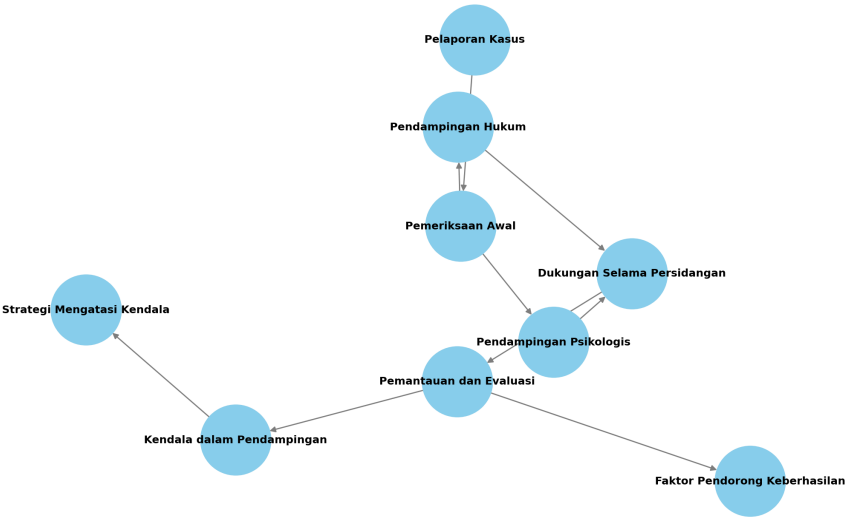 Pelaporan Kasus
Pendampingan Hukum
Pemeriksaan Awal
Dukungan Selama Persidangan
Strategi Mengatasi Kendala
Pendampingan Psikologis
Pemantauan dan Evaluasi
Kendala dalam Pendampingan
Faktor Pendorong Keberhasilan